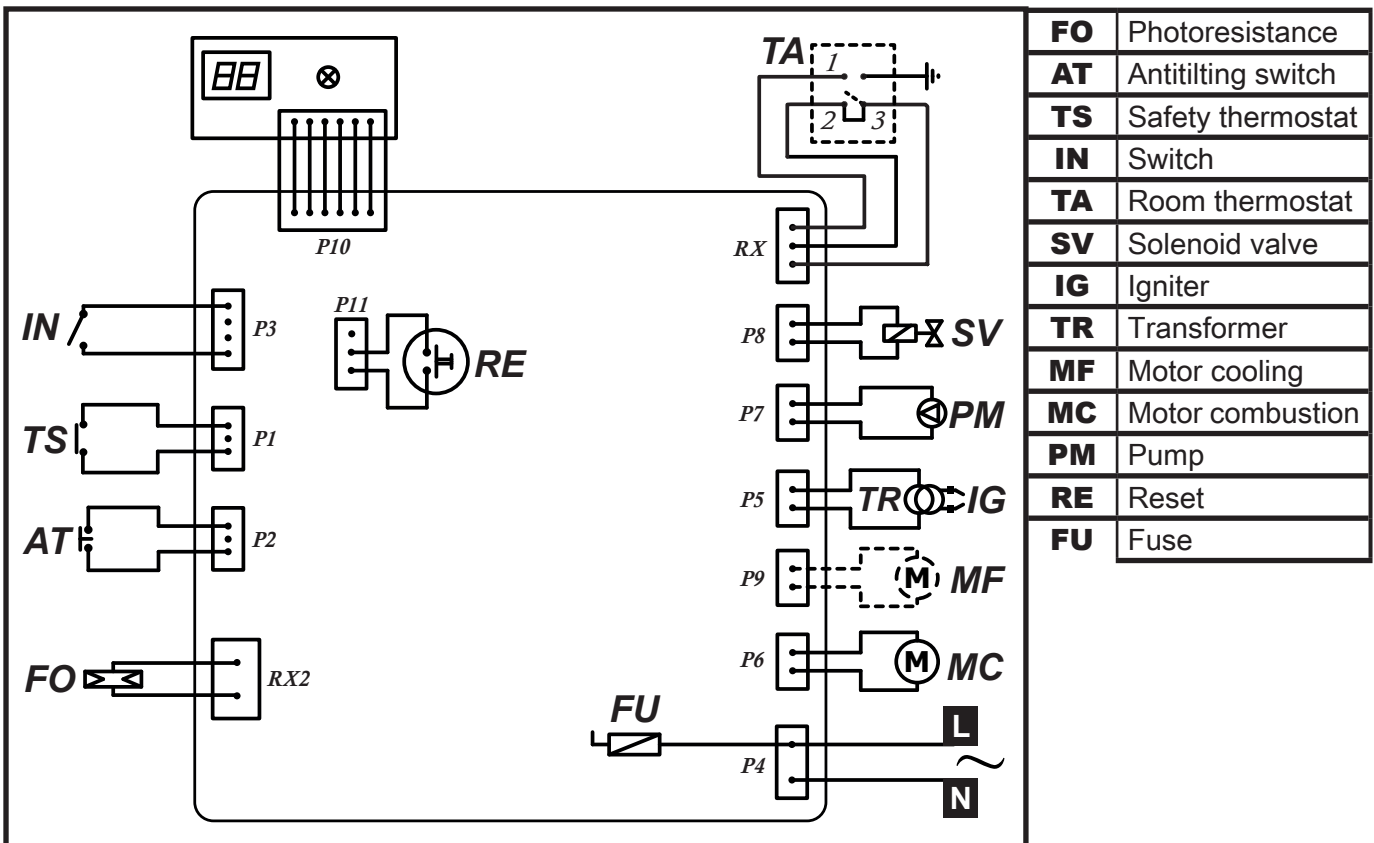 88
TA
1
2 3
P10
RX
IN
P3
P11
RE
P8
SV
TS
P1
P7
PM
AT
P2
P5
TR
IG
P9
M
MF
FO
RX2
P6
M
MC
FU
P4
L
~
N
FO Photoresistance
AT Antitilting switch
TS Safety thermostat
IN Switch
TA Room thermostat
SV Solenoid valve
IG Igniter
TR Transformer
MF Motor cooling
MC Motor combustion
PM Pump
RE Reset
FU Fuse